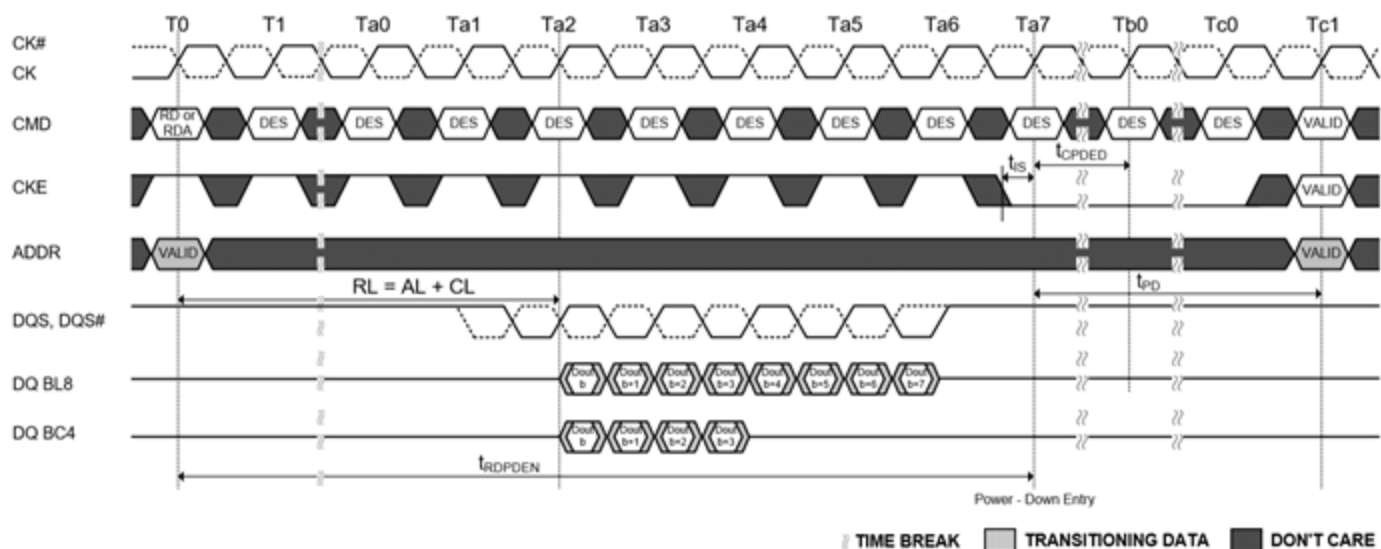 T0 T1 Ta0 Ta1 Ta2 Ta3 Ta4 Ta5 Ta6 Ta7 Tb0 Tc0 Tc1
CK#
CK
CMD RD or RDA DES DES DES DES DES DES DES DES DES DES DES VALID
tIS tCPDED
CKE VALID
ADDR VALID VALID
RL = AL + CL tPD
DQS, DQS#
DQ BL8 Dout b Dout b+1 Dout b+2 Dout b+3 Dout b+4 Dout b+5 Dout b+6 Dout b+7
DQ BC4 Dout b Dout b+1 Dout b+2 Dout b+3
tRDPDEN
Power - Down Entry
TIME BREAK TRANSITIONING DATA DON'T CARE